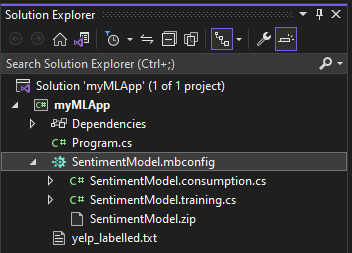 Solution Explorer
Search Solution Explorer (Ctrl+;)
Solution 'myMLApp' (1 of 1 project)
C# myMLApp
Dependencies
C# Program.cs
SentimentModel.mbconfig
C# SentimentModel.consumption.cs
C# SentimentModel.training.cs
SentimentModel.zip
yelp_labelled.txt